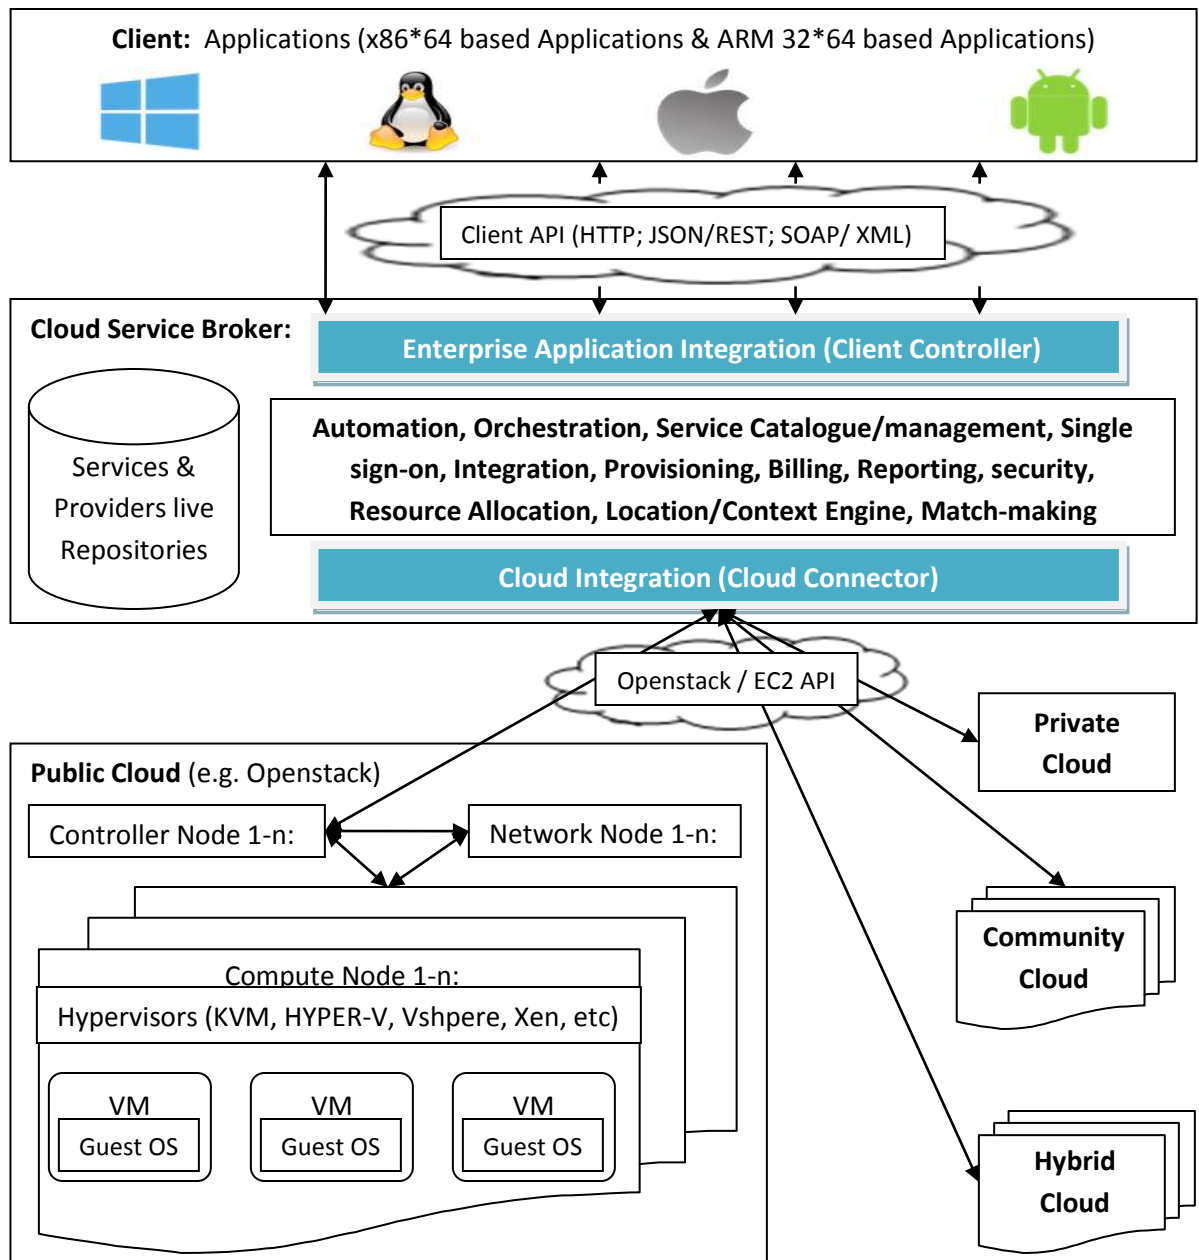 Client: Applications (x86*64 based Applications & ARM 32*64 based Applications)
Client API (HTTP; JSON/REST; SOAP/ XML)
Cloud Service Broker:
Enterprise Application Integration (Client Controller)
Services &
Providers live
Repositories
Automation, Orchestration, Service Catalogue/management, Single
sign-on, Integration, Provisioning, Billing, Reporting, security,
Resource Allocation, Location/Context Engine, Match-making
Cloud Integration (Cloud Connector)
Openstack / EC2 API
Private
Cloud
Public Cloud (e.g. Openstack)
Controller Node 1-n:
Network Node 1-n:
Community
Cloud
Compute Node 1-n:
Hypervisors (KVM, HYPER-V, Vshpere, Xen, etc)
VM
Guest OS
VM
Guest OS
VM
Guest OS
Hybrid
Cloud